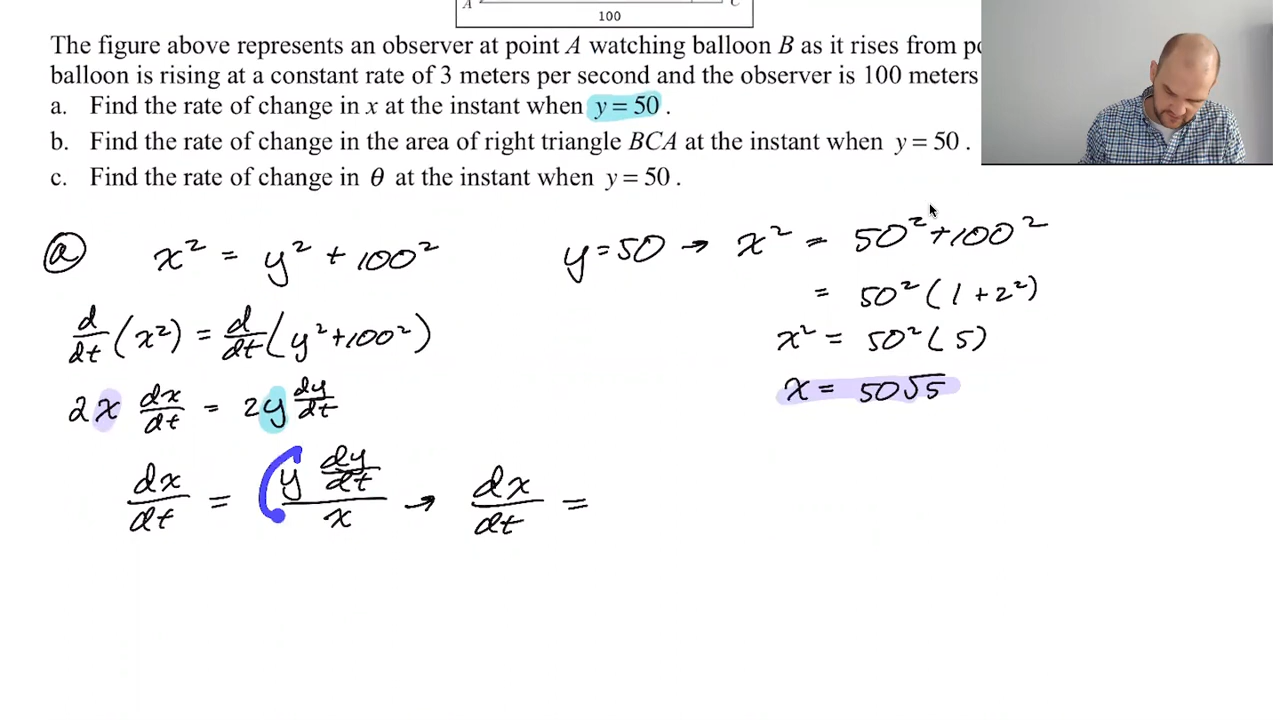 A C
100
The figure above represents an observer at point A watching balloon B as it rises from
balloon is rising at a constant rate of 3 meters per second and the observer is 100 meters
a. Find the rate of change in x at the instant when y = 50 .
b. Find the rate of change in the area of right triangle BCA at the instant when y = 50 .
c. Find the rate of change in θ at the instant when y = 50 .
ⓐ x² = y² + 100² y = 50 → x² = 50² + 100²
= 50² ( 1 + 2² )
d/dt (x²) = d/dt ( y² + 100² ) x² = 50² ( 5 )
2x dx/dt = 2y dy/dt x = 50√5
dx/dt = y dy/dt / x → dx/dt =